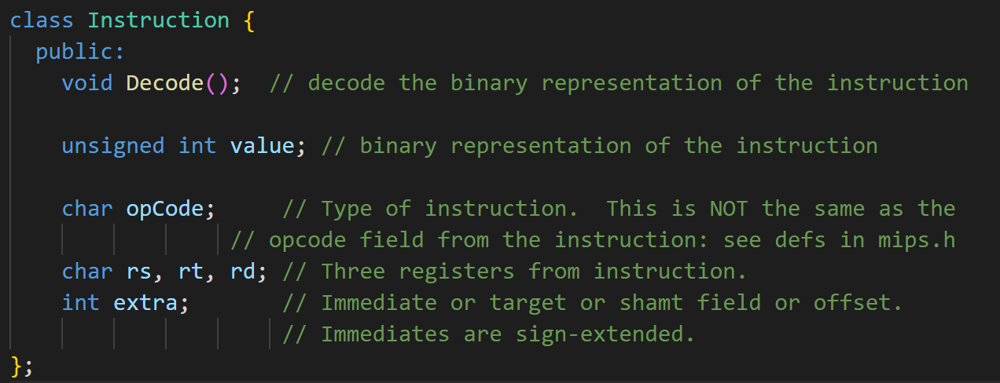 class Instruction {
public:
void Decode();  // decode the binary representation of the instruction
unsigned int value; // binary representation of the instruction
char opCode;     // Type of instruction.  This is NOT the same as the
// opcode field from the instruction: see defs in mips.h
char rs, rt, rd; // Three registers from instruction.
int extra;       // Immediate or target or shamt field or offset.
// Immediates are sign-extended.
};